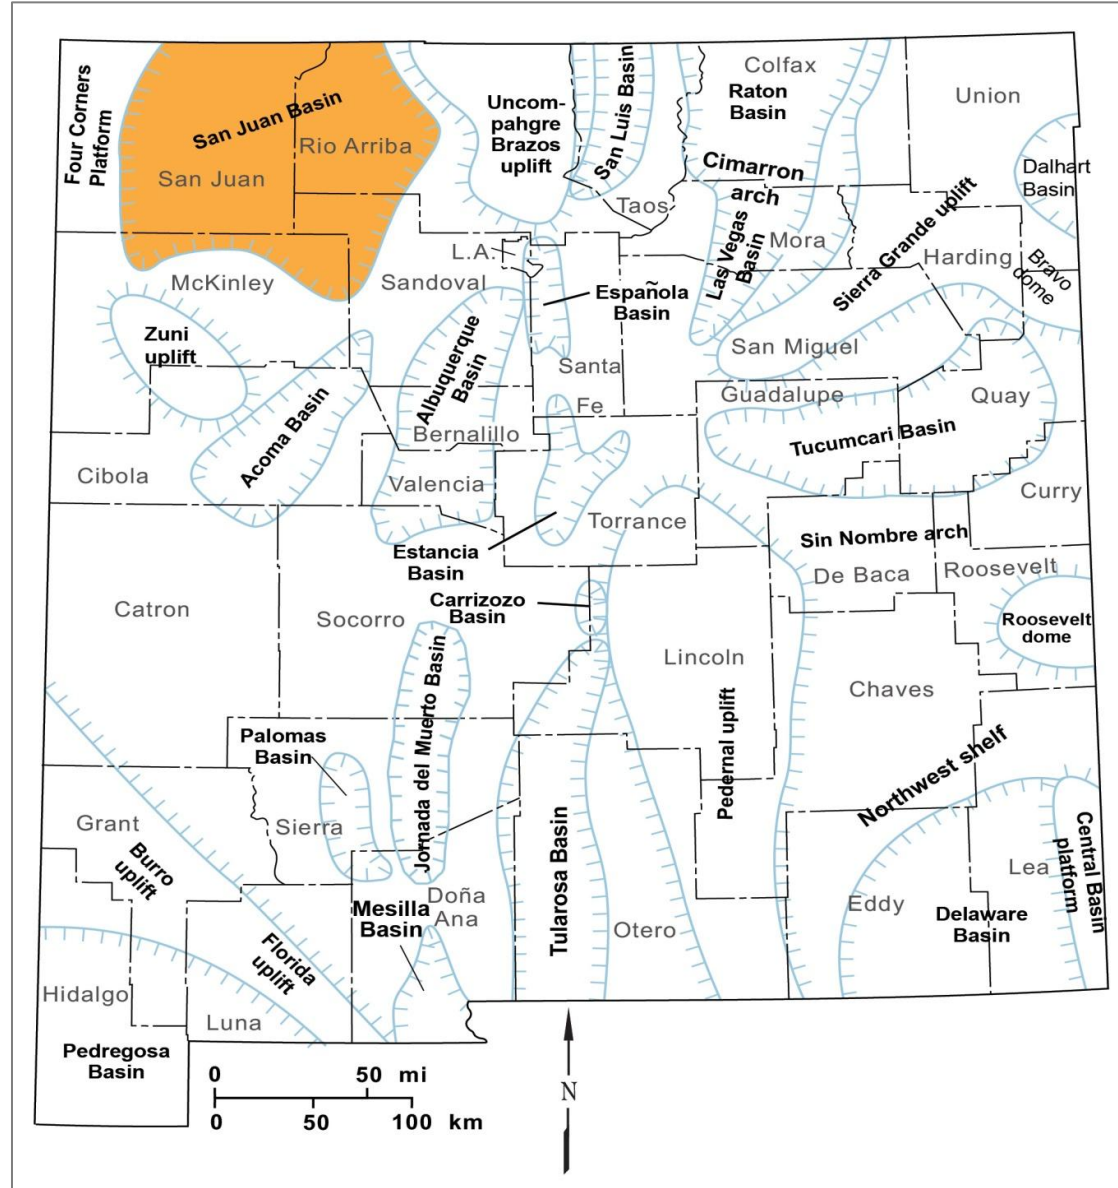 Four Corners
Platform
San Juan Basin
San Juan
Rio Arriba
Uncom-
pahgre
Brazos
uplift
San Luis Basin
Taos
Colfax
Raton
Basin
Cimarron
arch
Union
Dalhart
Basin
Las Vegas
Basin
Mora
Sierra Grande uplift
Harding
Bravo
dome
L.A.
McKinley
Sandoval
Española
Basin
Zuni
uplift
Albuquerque
Basin
Santa
Fe
San Miguel
Guadalupe
Quay
Acoma Basin
Bernalillo
Tucumcari Basin
Cibola
Valencia
Curry
Torrance
Estancia
Basin
Sin Nombre arch
De Baca
Roosevelt
Catron
Socorro
Carrizozo
Basin
Roosevelt
dome
Lincoln
Chaves
Jornada del Muerto Basin
Palomas
Basin
Pedernal uplift
Northwest shelf
Grant
Sierra
Burro
uplift
Tularosa Basin
Central Basin
platform
Lea
Eddy
Doña
Ana
Mesilla
Basin
Otero
Delaware
Basin
Florida
uplift
Hidalgo
Luna
Pedregosa
Basin
0 50 mi
0 50 100 km
N